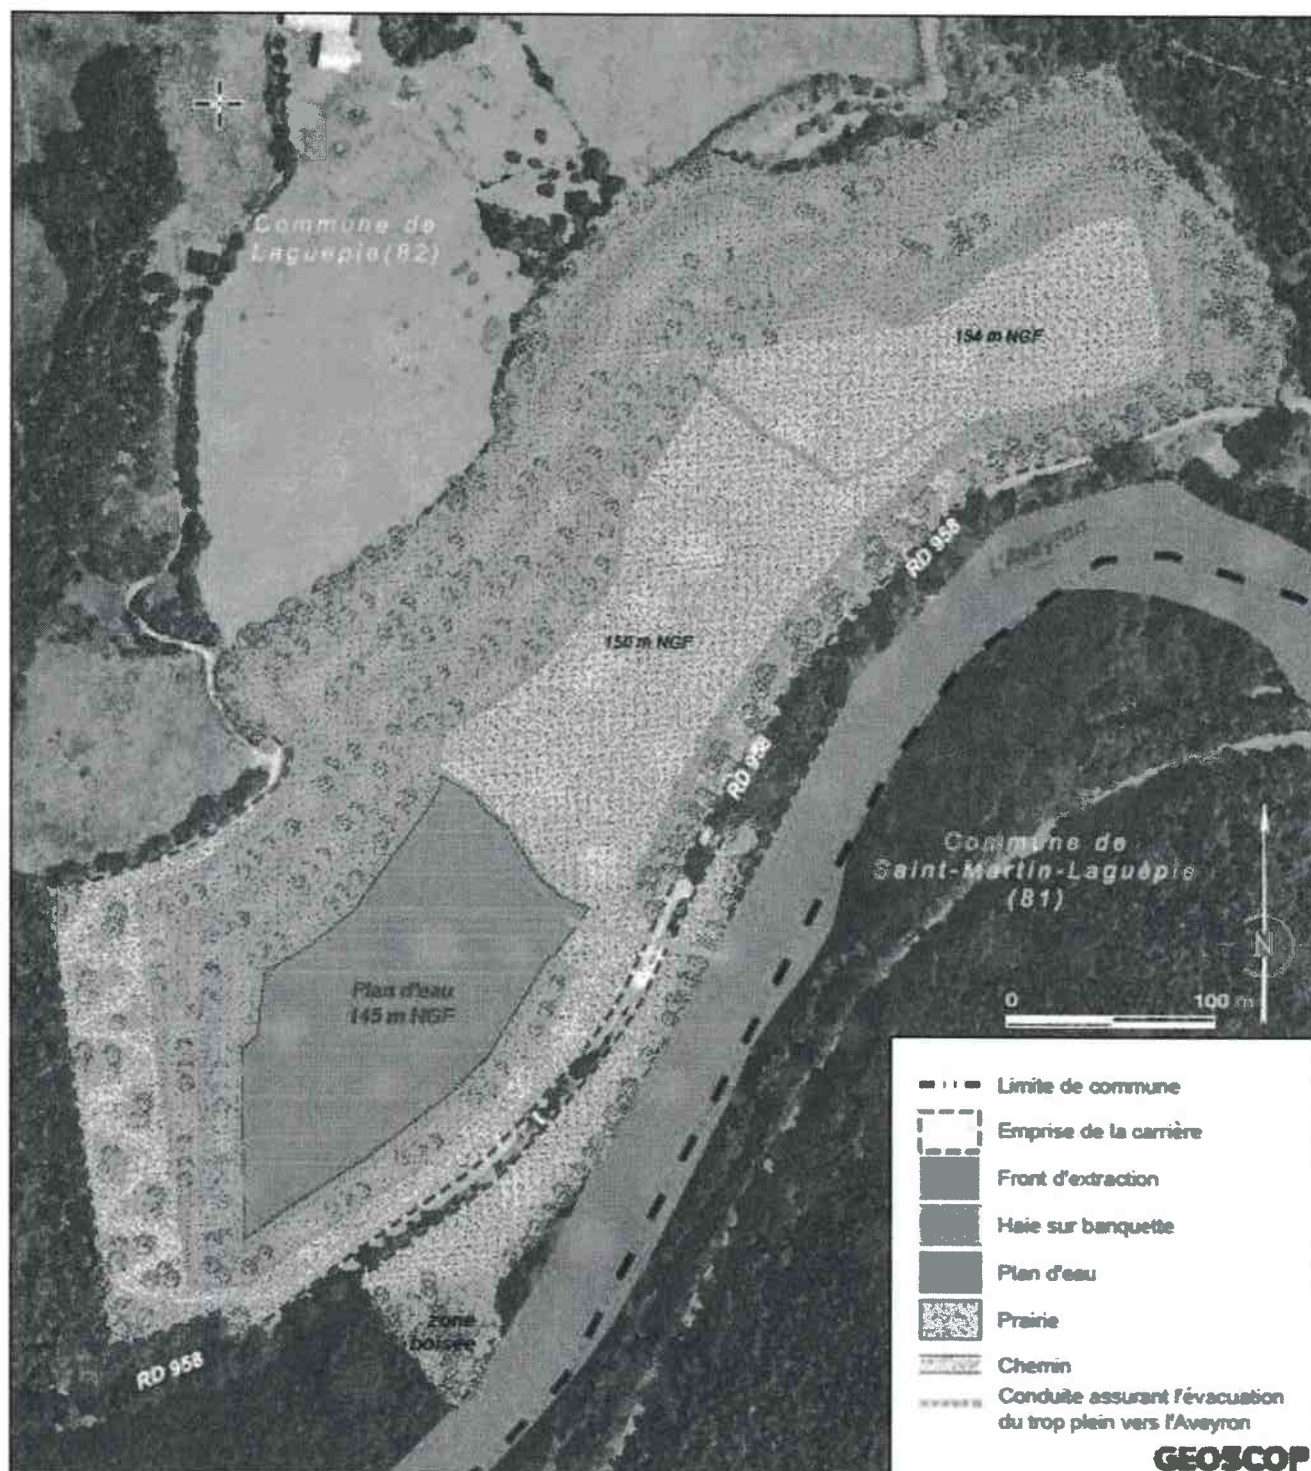 Commune de
Laguépie(82)
154 m NGF
RD 958
l'Aveyron
150 m NGF
RD 958
Commune de
Saint-Martin-Laguépie
(81)
N
0 100 m
Plan d'eau
145 m NGF
zone
boisée
RD 958
Limite de commune
Emprise de la carrière
Front d'extraction
Haie sur banquette
Plan d'eau
Prairie
Chemin
Conduite assurant l'évacuation
du trop plein vers l'Aveyron
GEOSCOP